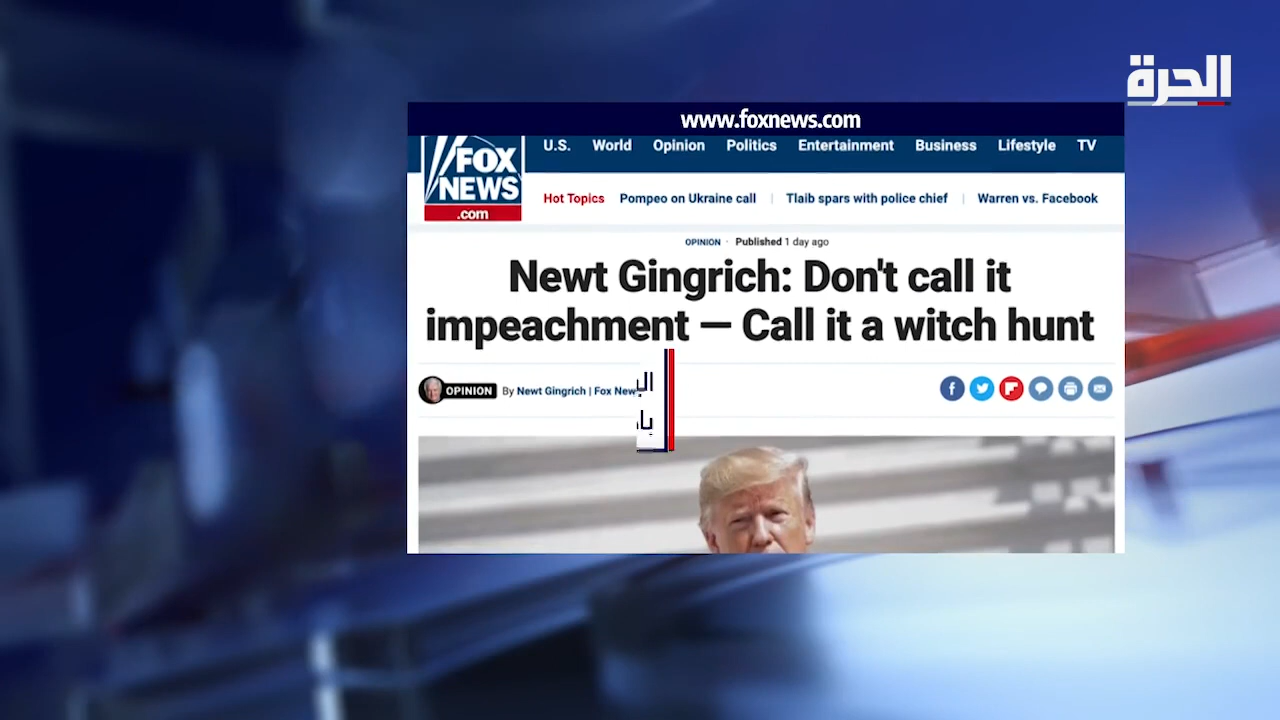 الحرة
www.foxnews.com
U.S. World Opinion Politics Entertainment Business Lifestyle TV
FOX
NEWS
.com
Hot Topics Pompeo on Ukraine call | Tlaib spars with police chief | Warren vs. Facebook
OPINION · Published 1 day ago
Newt Gingrich: Don't call it
impeachment — Call it a witch hunt
OPINION By Newt Gingrich | Fox News